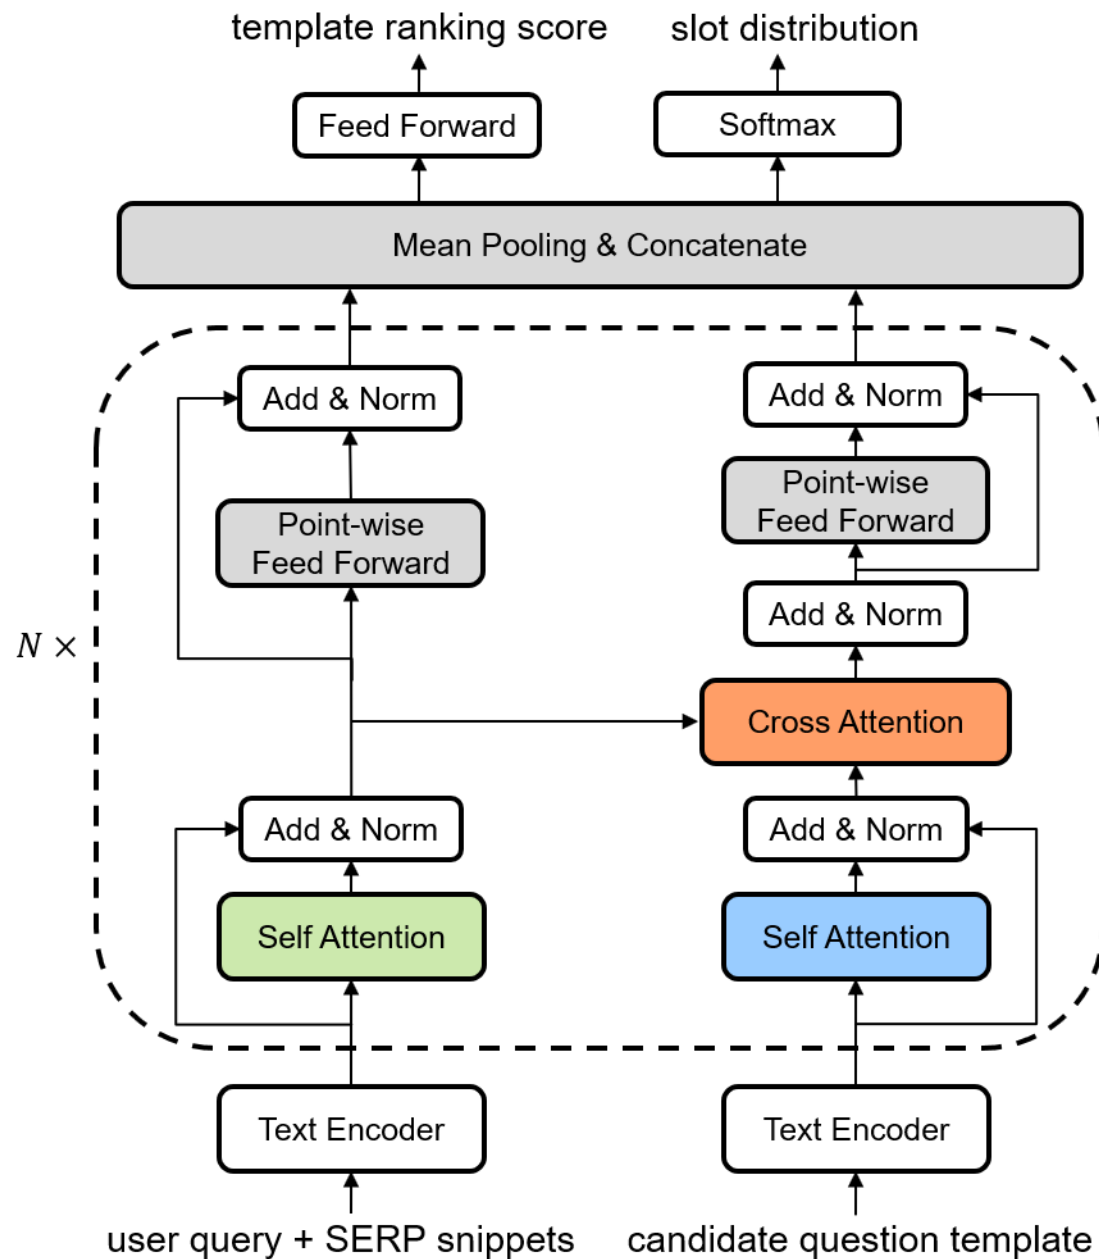 template ranking score
slot distribution
Feed Forward
Softmax
Mean Pooling & Concatenate
Add & Norm
Add & Norm
Point-wise
Feed Forward
Point-wise
Feed Forward
Add & Norm
N ×
Cross Attention
Add & Norm
Add & Norm
Self Attention
Self Attention
Text Encoder
Text Encoder
user query + SERP snippets
candidate question template